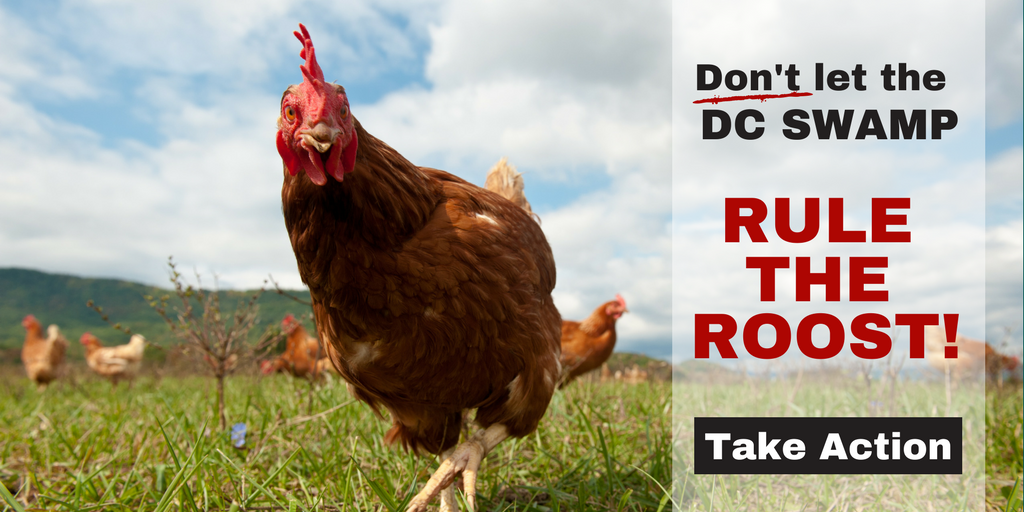 Don't let the
DC SWAMP
RULE
THE
ROOST!
Take Action